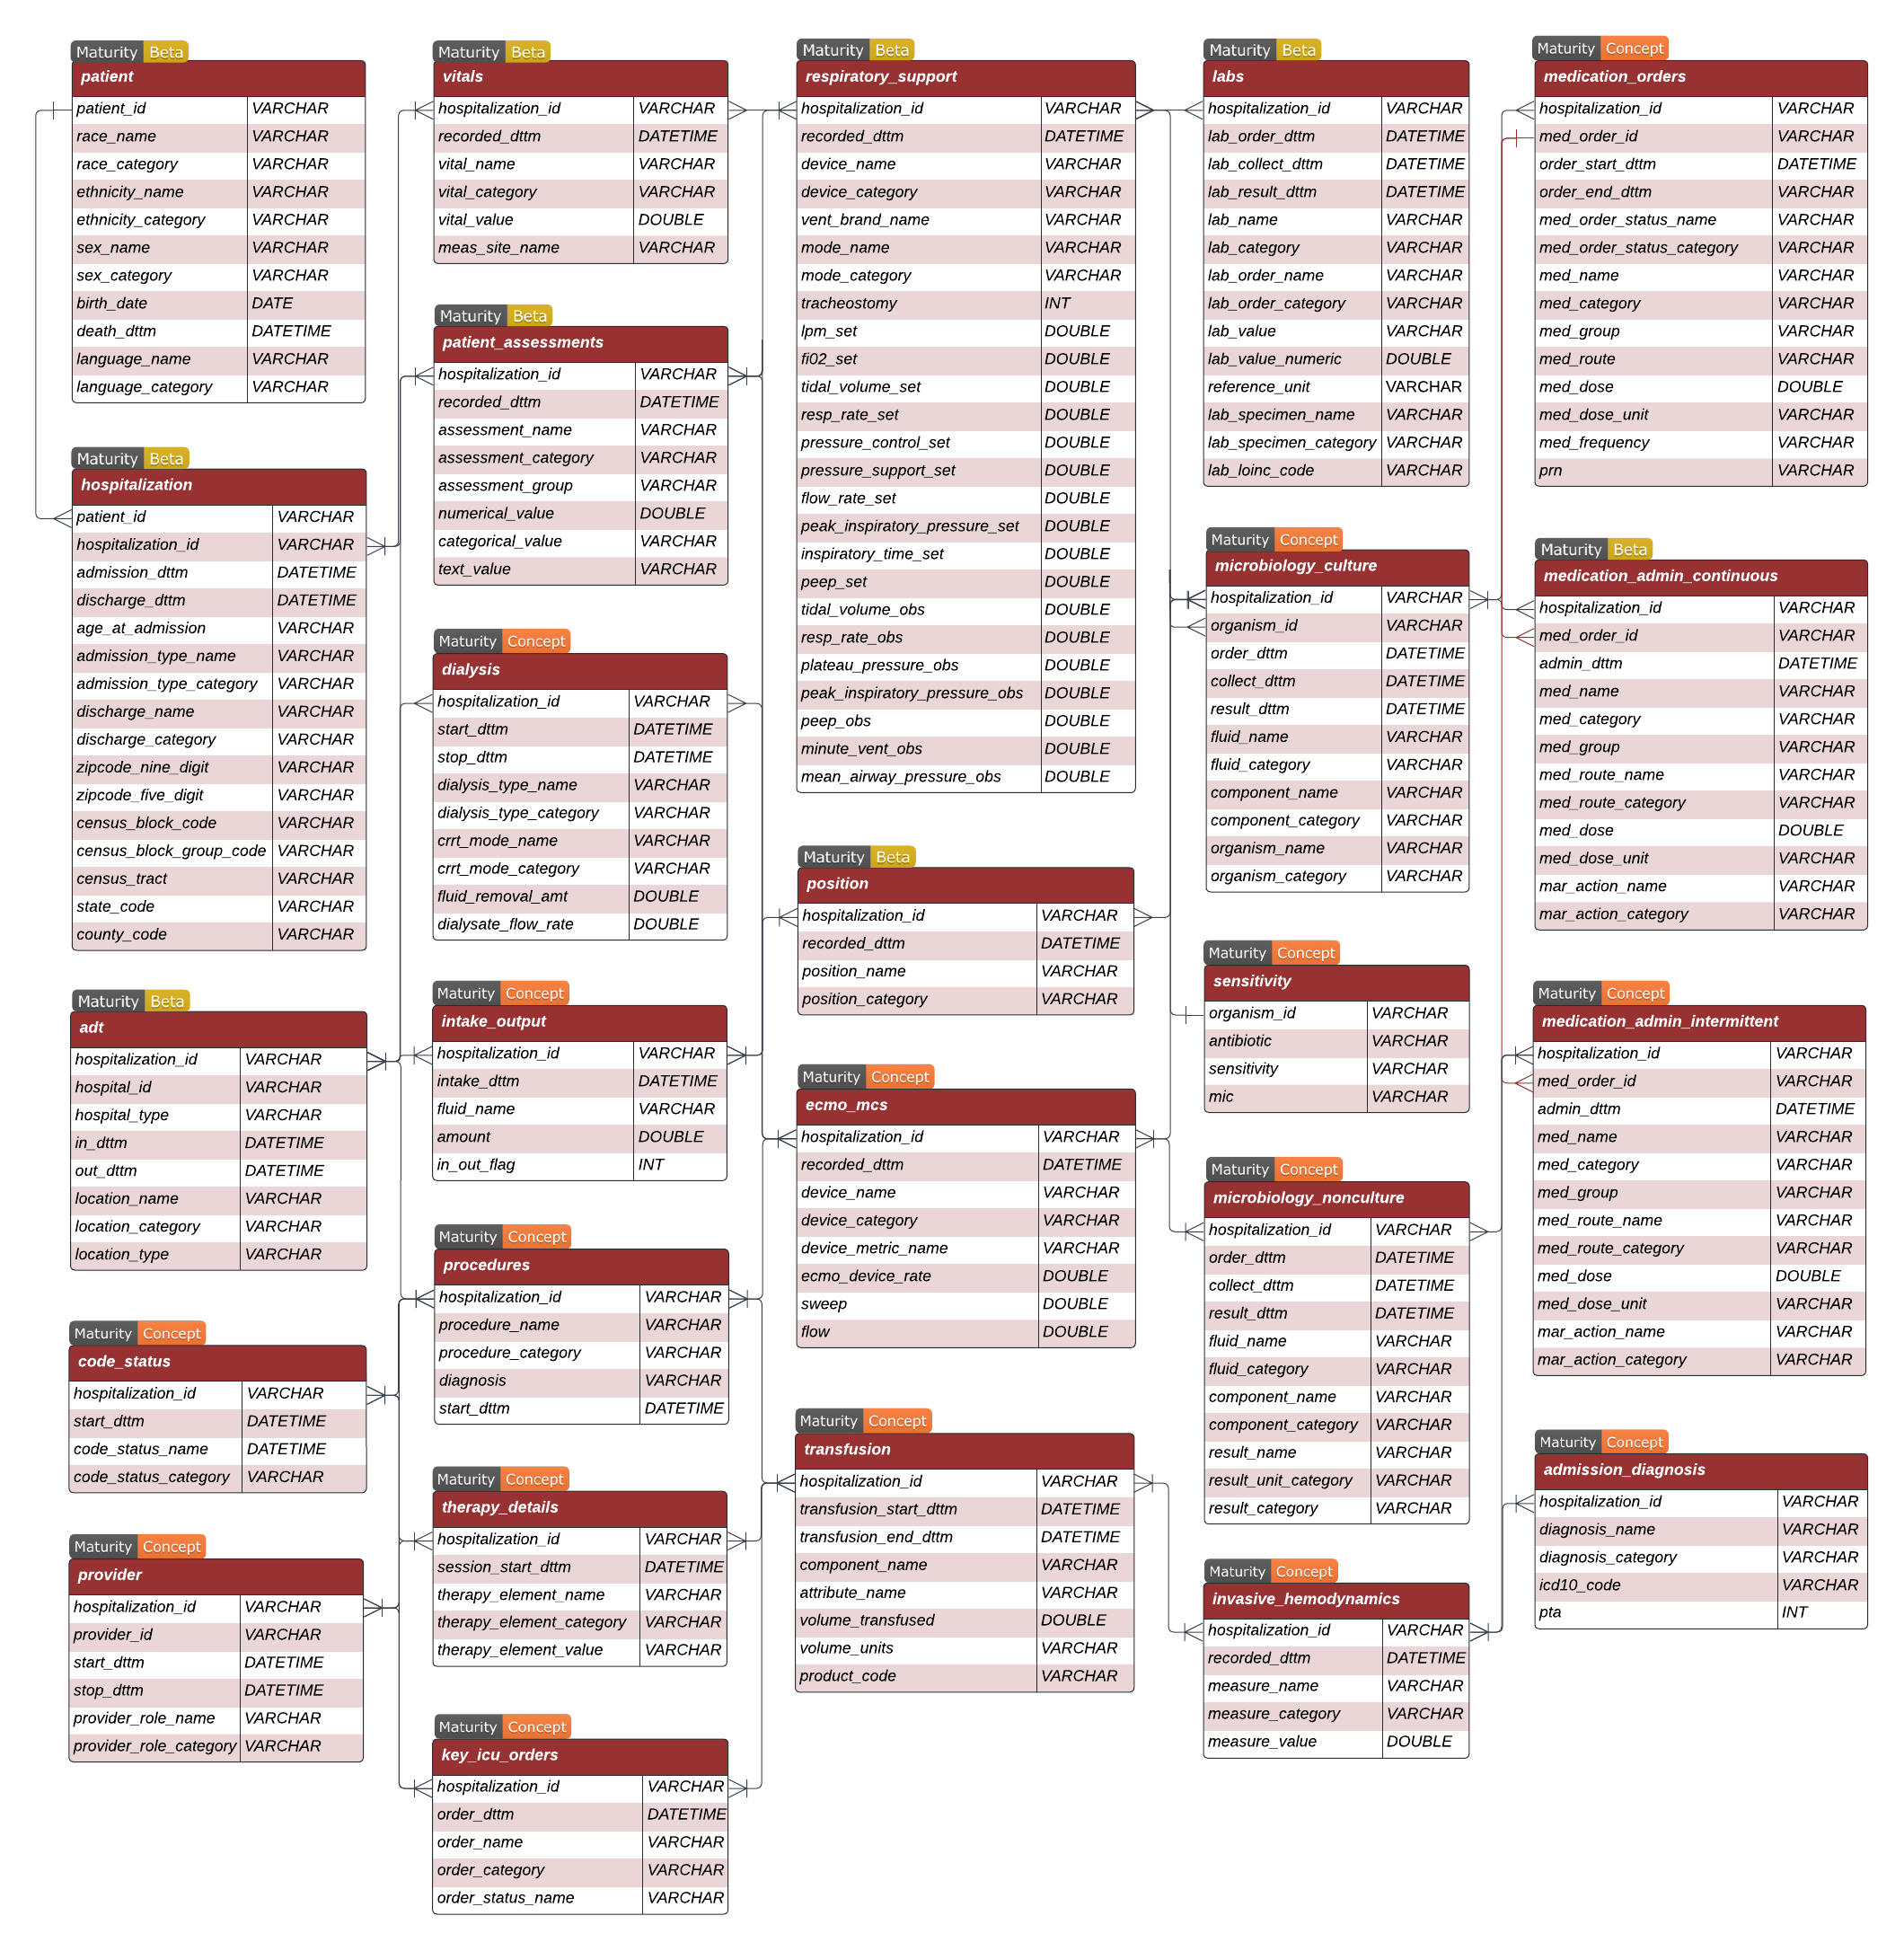 Maturity Beta
patient
patient_id VARCHAR
race_name VARCHAR
race_category VARCHAR
ethnicity_name VARCHAR
ethnicity_category VARCHAR
sex_name VARCHAR
sex_category VARCHAR
birth_date DATE
death_dttm DATETIME
language_name VARCHAR
language_category VARCHAR
Maturity Beta
hospitalization
patient_id VARCHAR
hospitalization_id VARCHAR
admission_dttm DATETIME
discharge_dttm DATETIME
age_at_admission VARCHAR
admission_type_name VARCHAR
admission_type_category VARCHAR
discharge_name VARCHAR
discharge_category VARCHAR
zipcode_nine_digit VARCHAR
zipcode_five_digit VARCHAR
census_block_code VARCHAR
census_block_group_code VARCHAR
census_tract VARCHAR
state_code VARCHAR
county_code VARCHAR
Maturity Beta
adt
hospitalization_id VARCHAR
hospital_id VARCHAR
hospital_type VARCHAR
in_dttm DATETIME
out_dttm DATETIME
location_name VARCHAR
location_category VARCHAR
location_type VARCHAR
Maturity Concept
code_status
hospitalization_id VARCHAR
start_dttm DATETIME
code_status_name DATETIME
code_status_category VARCHAR
Maturity Concept
provider
hospitalization_id VARCHAR
provider_id VARCHAR
start_dttm DATETIME
stop_dttm DATETIME
provider_role_name VARCHAR
provider_role_category VARCHAR
Maturity Beta
vitals
hospitalization_id VARCHAR
recorded_dttm DATETIME
vital_name VARCHAR
vital_category VARCHAR
vital_value DOUBLE
meas_site_name VARCHAR
Maturity Beta
patient_assessments
hospitalization_id VARCHAR
recorded_dttm DATETIME
assessment_name VARCHAR
assessment_category VARCHAR
assessment_group VARCHAR
numerical_value DOUBLE
categorical_value VARCHAR
text_value VARCHAR
Maturity Concept
dialysis
hospitalization_id VARCHAR
start_dttm DATETIME
stop_dttm DATETIME
dialysis_type_name VARCHAR
dialysis_type_category VARCHAR
crrt_mode_name VARCHAR
crrt_mode_category VARCHAR
fluid_removal_amt DOUBLE
dialysate_flow_rate DOUBLE
Maturity Concept
intake_output
hospitalization_id VARCHAR
intake_dttm DATETIME
fluid_name VARCHAR
amount DOUBLE
in_out_flag INT
Maturity Concept
procedures
hospitalization_id VARCHAR
procedure_name VARCHAR
procedure_category VARCHAR
diagnosis VARCHAR
start_dttm DATETIME
Maturity Concept
therapy_details
hospitalization_id VARCHAR
session_start_dttm DATETIME
therapy_element_name VARCHAR
therapy_element_category VARCHAR
therapy_element_value VARCHAR
Maturity Concept
key_icu_orders
hospitalization_id VARCHAR
order_dttm DATETIME
order_name VARCHAR
order_category VARCHAR
order_status_name VARCHAR
Maturity Beta
respiratory_support
hospitalization_id VARCHAR
recorded_dttm DATETIME
device_name VARCHAR
device_category VARCHAR
vent_brand_name VARCHAR
mode_name VARCHAR
mode_category VARCHAR
tracheostomy INT
lpm_set DOUBLE
fi02_set DOUBLE
tidal_volume_set DOUBLE
resp_rate_set DOUBLE
pressure_control_set DOUBLE
pressure_support_set DOUBLE
flow_rate_set DOUBLE
peak_inspiratory_pressure_set DOUBLE
inspiratory_time_set DOUBLE
peep_set DOUBLE
tidal_volume_obs DOUBLE
resp_rate_obs DOUBLE
plateau_pressure_obs DOUBLE
peak_inspiratory_pressure_obs DOUBLE
peep_obs DOUBLE
minute_vent_obs DOUBLE
mean_airway_pressure_obs DOUBLE
Maturity Beta
position
hospitalization_id VARCHAR
recorded_dttm DATETIME
position_name VARCHAR
position_category VARCHAR
Maturity Concept
ecmo_mcs
hospitalization_id VARCHAR
recorded_dttm DATETIME
device_name VARCHAR
device_category VARCHAR
device_metric_name VARCHAR
ecmo_device_rate DOUBLE
sweep DOUBLE
flow DOUBLE
Maturity Concept
transfusion
hospitalization_id VARCHAR
transfusion_start_dttm DATETIME
transfusion_end_dttm DATETIME
component_name VARCHAR
attribute_name VARCHAR
volume_transfused DOUBLE
volume_units VARCHAR
product_code VARCHAR
Maturity Beta
labs
hospitalization_id VARCHAR
lab_order_dttm DATETIME
lab_collect_dttm DATETIME
lab_result_dttm DATETIME
lab_name VARCHAR
lab_category VARCHAR
lab_order_name VARCHAR
lab_order_category VARCHAR
lab_value VARCHAR
lab_value_numeric DOUBLE
reference_unit VARCHAR
lab_specimen_name VARCHAR
lab_specimen_category VARCHAR
lab_loinc_code VARCHAR
Maturity Concept
microbiology_culture
hospitalization_id VARCHAR
organism_id VARCHAR
order_dttm DATETIME
collect_dttm DATETIME
result_dttm DATETIME
fluid_name VARCHAR
fluid_category VARCHAR
component_name VARCHAR
component_category VARCHAR
organism_name VARCHAR
organism_category VARCHAR
Maturity Concept
sensitivity
organism_id VARCHAR
antibiotic VARCHAR
sensitivity VARCHAR
mic VARCHAR
Maturity Concept
microbiology_nonculture
hospitalization_id VARCHAR
order_dttm DATETIME
collect_dttm DATETIME
result_dttm DATETIME
fluid_name VARCHAR
fluid_category VARCHAR
component_name VARCHAR
component_category VARCHAR
result_name VARCHAR
result_unit_category VARCHAR
result_category VARCHAR
Maturity Concept
invasive_hemodynamics
hospitalization_id VARCHAR
recorded_dttm DATETIME
measure_name VARCHAR
measure_category VARCHAR
measure_value DOUBLE
Maturity Concept
medication_orders
hospitalization_id VARCHAR
med_order_id VARCHAR
order_start_dttm DATETIME
order_end_dttm VARCHAR
med_order_status_name VARCHAR
med_order_status_category VARCHAR
med_name VARCHAR
med_category VARCHAR
med_group VARCHAR
med_route VARCHAR
med_dose DOUBLE
med_dose_unit VARCHAR
med_frequency VARCHAR
prn VARCHAR
Maturity Beta
medication_admin_continuous
hospitalization_id VARCHAR
med_order_id VARCHAR
admin_dttm DATETIME
med_name VARCHAR
med_category VARCHAR
med_group VARCHAR
med_route_name VARCHAR
med_route_category VARCHAR
med_dose DOUBLE
med_dose_unit VARCHAR
mar_action_name VARCHAR
mar_action_category VARCHAR
Maturity Concept
medication_admin_intermittent
hospitalization_id VARCHAR
med_order_id VARCHAR
admin_dttm DATETIME
med_name VARCHAR
med_category VARCHAR
med_group VARCHAR
med_route_name VARCHAR
med_route_category VARCHAR
med_dose DOUBLE
med_dose_unit VARCHAR
mar_action_name VARCHAR
mar_action_category VARCHAR
Maturity Concept
admission_diagnosis
hospitalization_id VARCHAR
diagnosis_name VARCHAR
diagnosis_category VARCHAR
icd10_code VARCHAR
pta INT